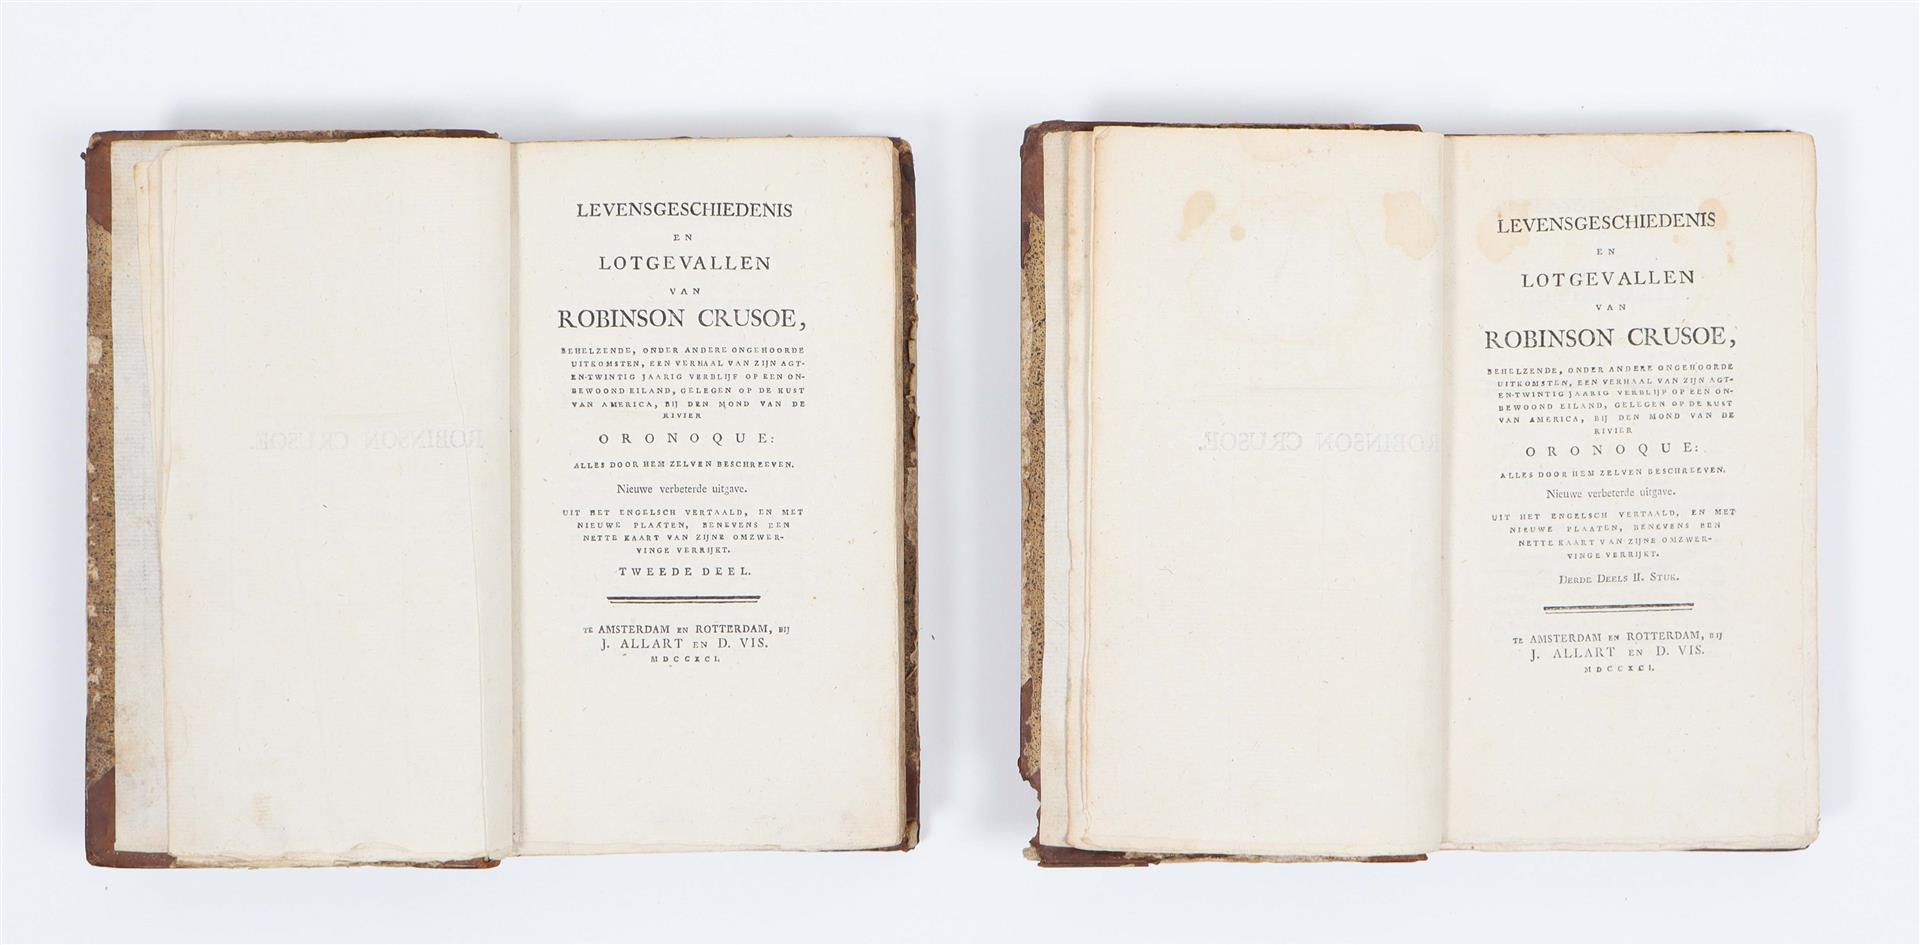 ROBINSON CRUSOE.
LEVENSGESCHIEDENIS
EN
LOTGEVALLEN
VAN
ROBINSON CRUSOE,
BEHELZENDE, ONDER ANDERE ONGEHOORDE
UITKOMSTEN, EEN VERHAAL VAN ZIJN AGT-
EN-TWINTIG JAARIG VERBLIJF OP EEN ON-
BEWOOND EILAND, GELEGEN OP DE KUST
VAN AMERICA, BIJ DEN MOND VAN DE
RIVIER
ORONOQUE:
ALLES DOOR HEM ZELVEN BESCHREEVEN.
Nieuwe verbeterde uitgave.
UIT HET ENGELSCH VERTAALD, EN MET
NIEUWE PLAATEN, BENEVENS EEN
NETTE KAART VAN ZIJNE OMZWER-
VINGE VERRIJKT.
TWEEDE DEEL.
TE AMSTERDAM EN ROTTERDAM, BIJ
J. ALLART EN D. VIS.
MDCCXCI.
ROBINSON CRUSOE.
LEVENSGESCHIEDENIS
EN
LOTGEVALLEN
VAN
ROBINSON CRUSOE,
BEHELZENDE, ONDER ANDERE ONGEHOORDE
UITKOMSTEN, EEN VERHAAL VAN ZIJN AGT-
EN-TWINTIG JAARIG VERBLIJF OP EEN ON-
BEWOOND EILAND, GELEGEN OP DE KUST
VAN AMERICA, BIJ DEN MOND VAN DE
RIVIER
ORONOQUE:
ALLES DOOR HEM ZELVEN BESCHREEVEN.
Nieuwe verbeterde uitgave.
UIT HET ENGELSCH VERTAALD, EN MET
NIEUWE PLAATEN, BENEVENS EEN
NETTE KAART VAN ZIJNE OMZWER-
VINGE VERRIJKT.
DERDE DEELS II. STUK.
TE AMSTERDAM EN ROTTERDAM, BIJ
J. ALLART EN D. VIS.
MDCCXCI.